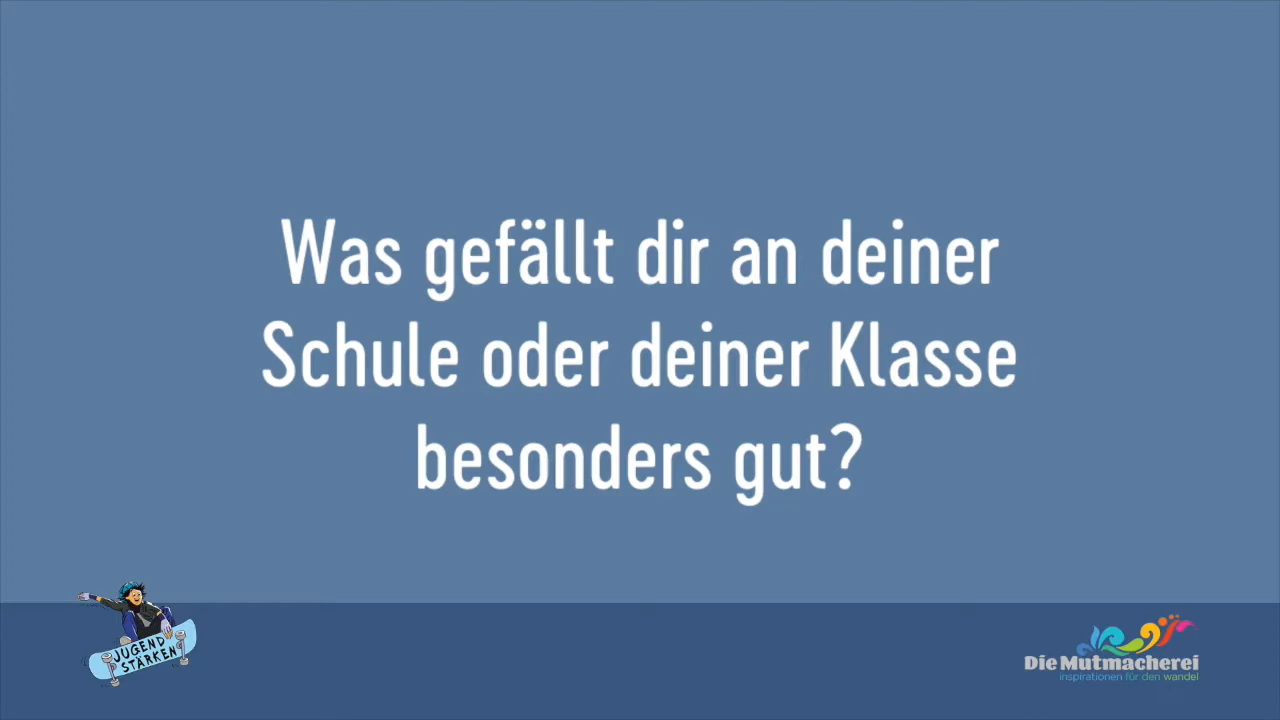 Was gefällt dir an deiner
Schule oder deiner Klasse
besonders gut?
JUGEND
STÄRKEN
Die Mutmacherei
inspirationen für den wandel